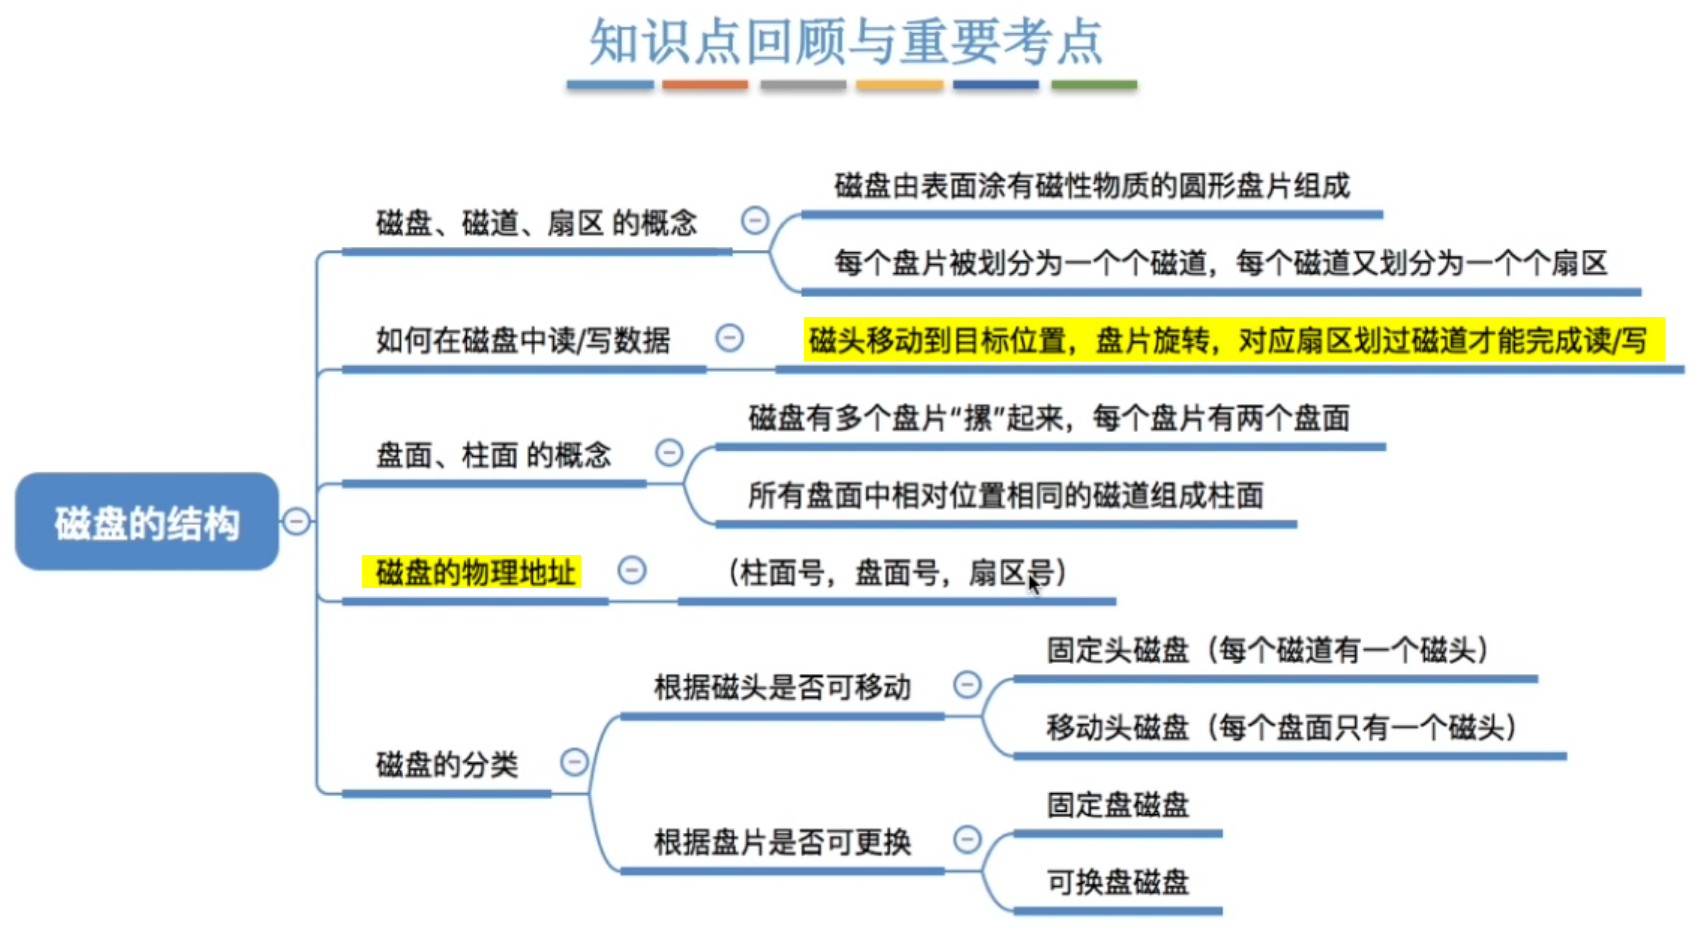 知识点回顾与重要考点
磁盘的结构
磁盘、磁道、扇区 的概念
磁盘由表面涂有磁性物质的圆形盘片组成
每个盘片被划分为一个个磁道，每个磁道又划分为一个个扇区
如何在磁盘中读/写数据
磁头移动到目标位置，盘片旋转，对应扇区划过磁道才能完成读/写
盘面、柱面 的概念
磁盘有多个盘片“摞”起来，每个盘片有两个盘面
所有盘面中相对位置相同的磁道组成柱面
磁盘的物理地址
（柱面号，盘面号，扇区号）
磁盘的分类
根据磁头是否可移动
固定头磁盘（每个磁道有一个磁头）
移动头磁盘（每个盘面只有一个磁头）
根据盘片是否可更换
固定盘磁盘
可换盘磁盘